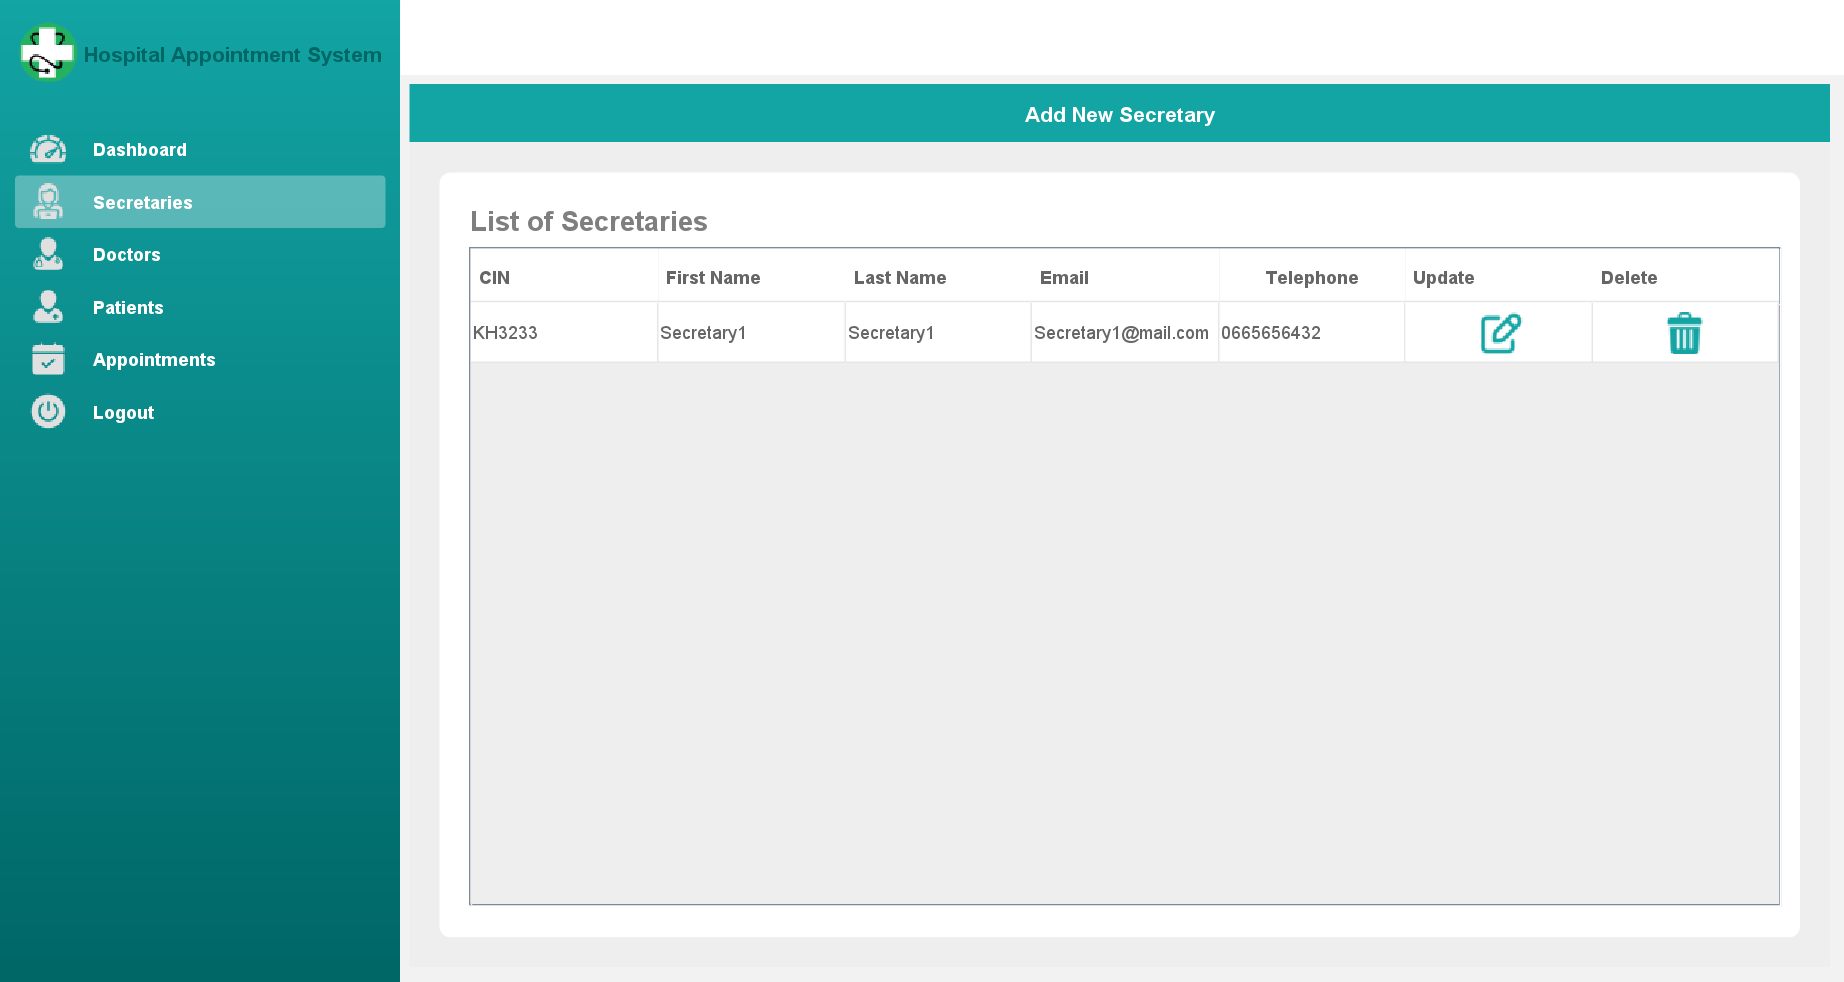 Hospital Appointment System
Dashboard
Secretaries
Doctors
Patients
Appointments
Logout
Add New Secretary
List of Secretaries
CIN First Name Last Name Email Telephone Update Delete
KH3233 Secretary1 Secretary1 Secretary1@mail.com 0665656432